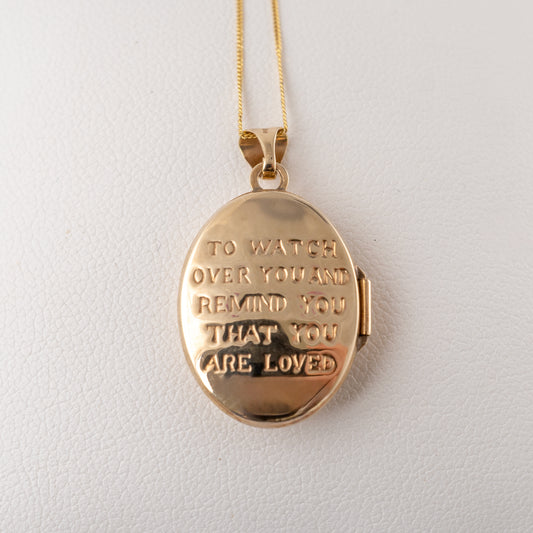 TO WATCH
OVER YOU AND
REMIND YOU
THAT YOU
ARE LOVED